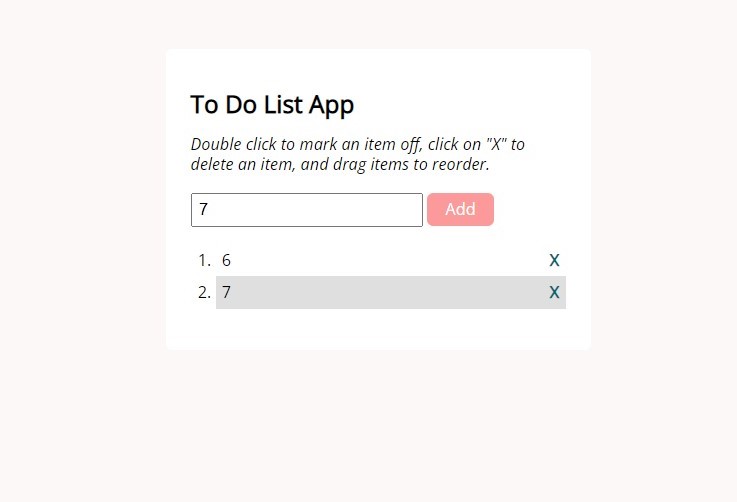 To Do List App
Double click to mark an item off, click on "X" to
delete an item, and drag items to reorder.
7 Add
1. 6 X
2. 7 X